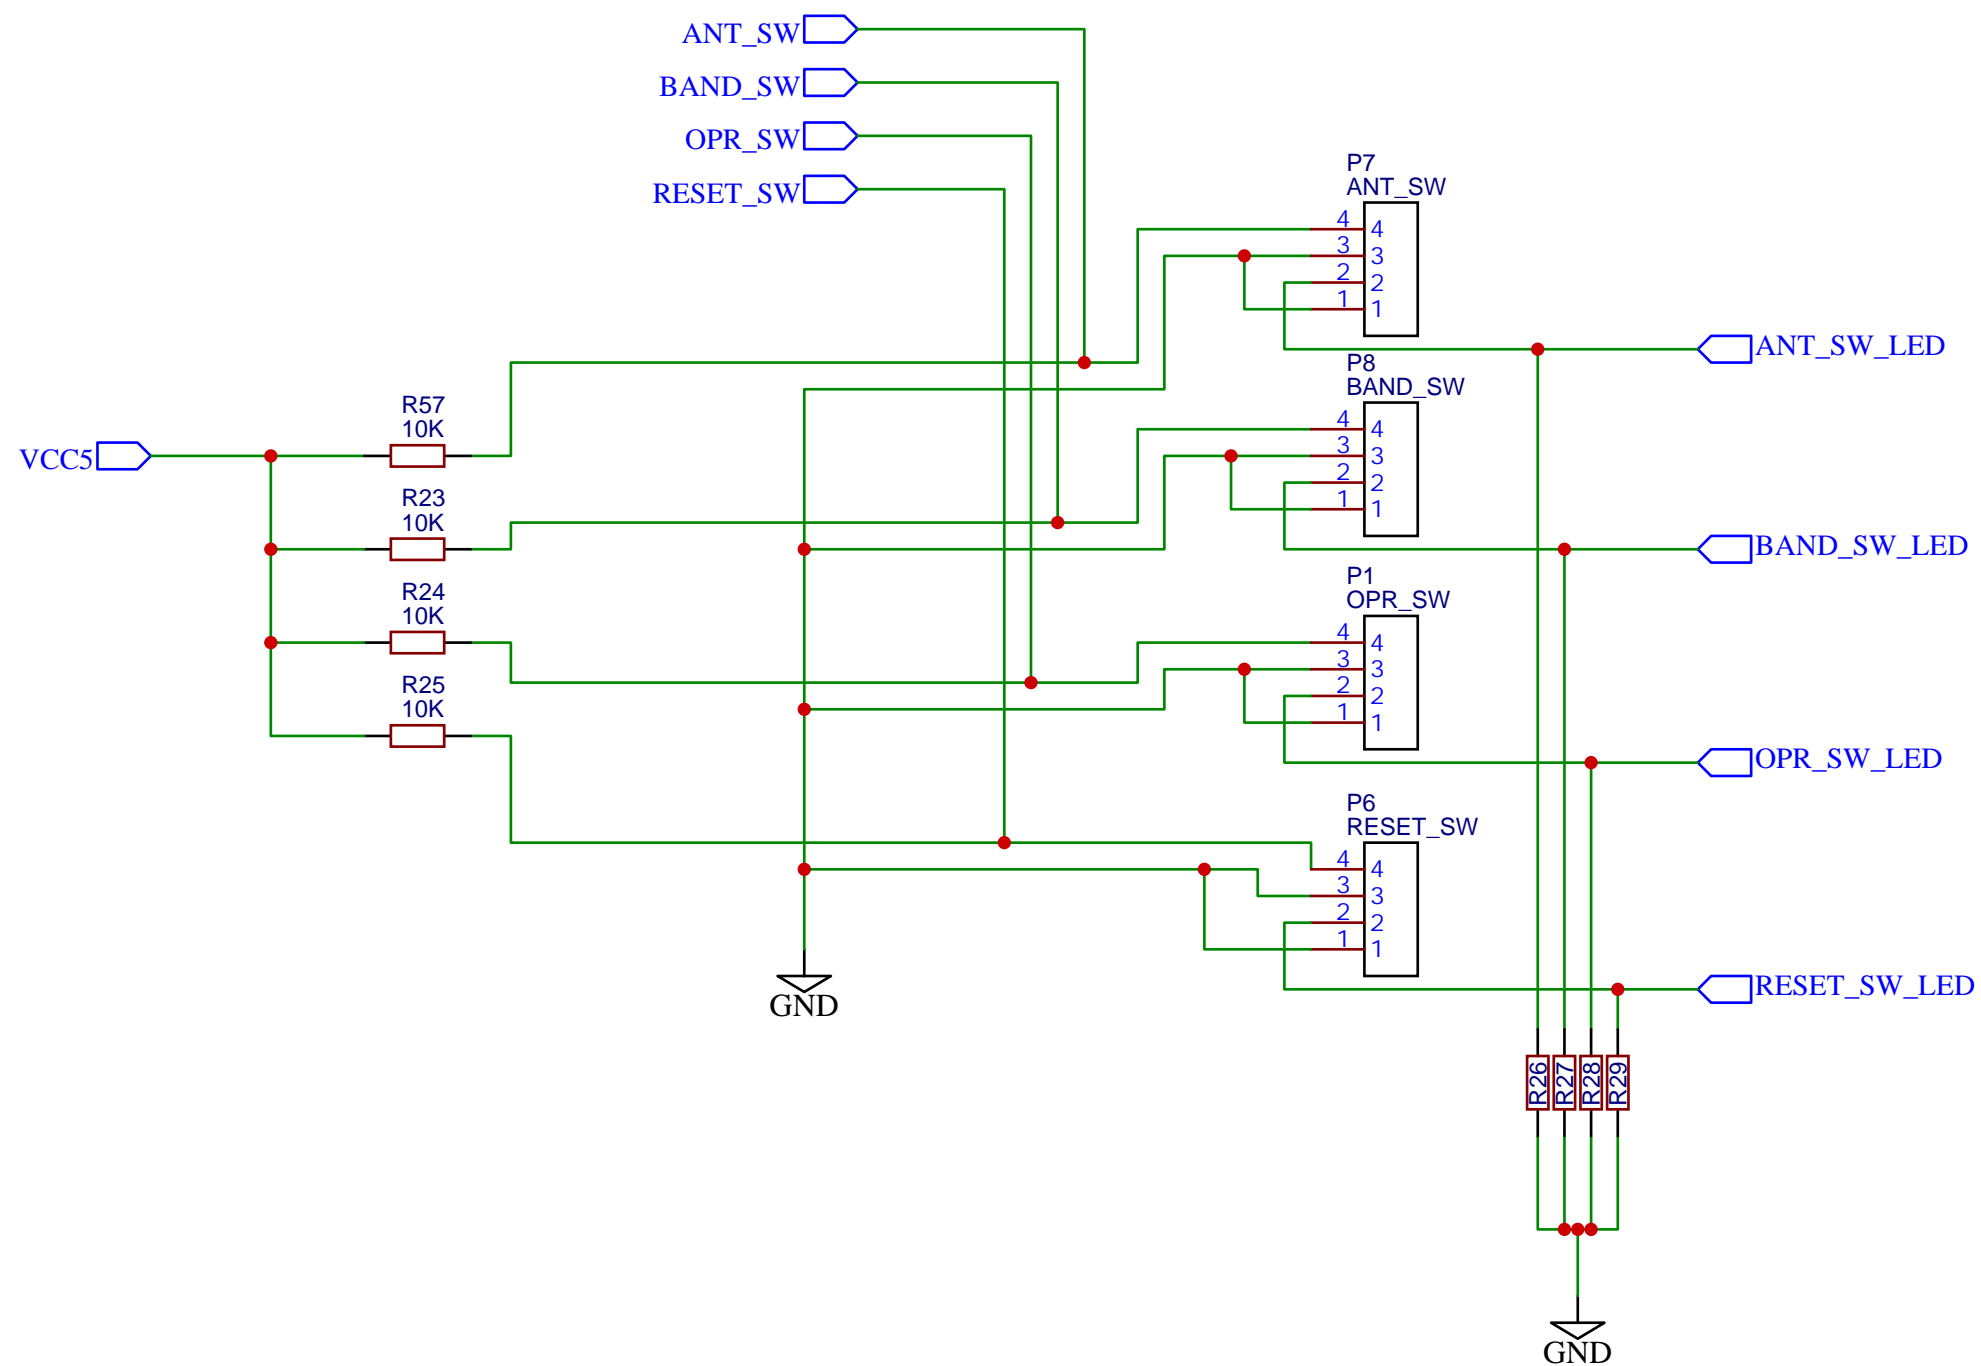 ANT_SW
BAND_SW
OPR_SW
RESET_SW
P7
ANT_SW
4 4
3 3
2 2
1 1
ANT_SW_LED
P8
BAND_SW
4 4
3 3
2 2
1 1
BAND_SW_LED
R57
10K
VCC5
R23
10K
R24
10K
R25
10K
P1
OPR_SW
4 4
3 3
2 2
1 1
OPR_SW_LED
P6
RESET_SW
4 4
3 3
2 2
1 1
RESET_SW_LED
GND
R26
R27
R28
R29
GND